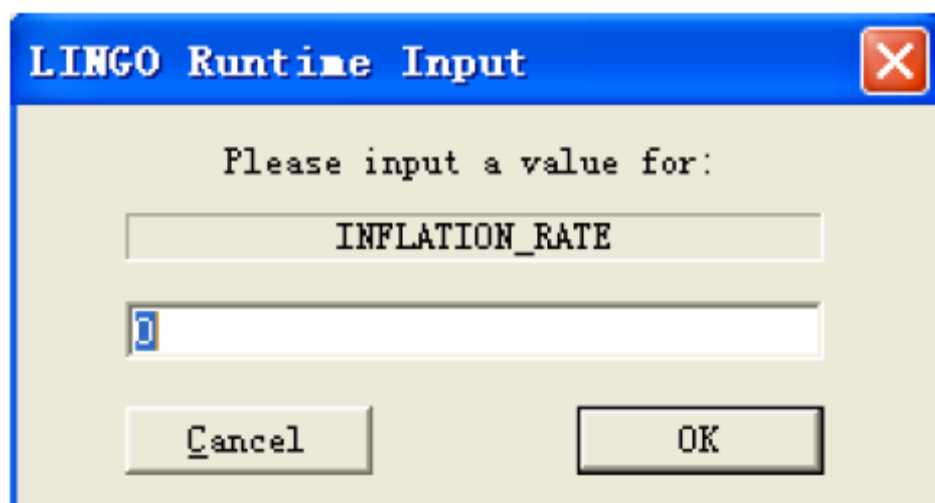 LINGO Runtime Input
Please input a value for:
INFLATION_RATE
0
Cancel
OK